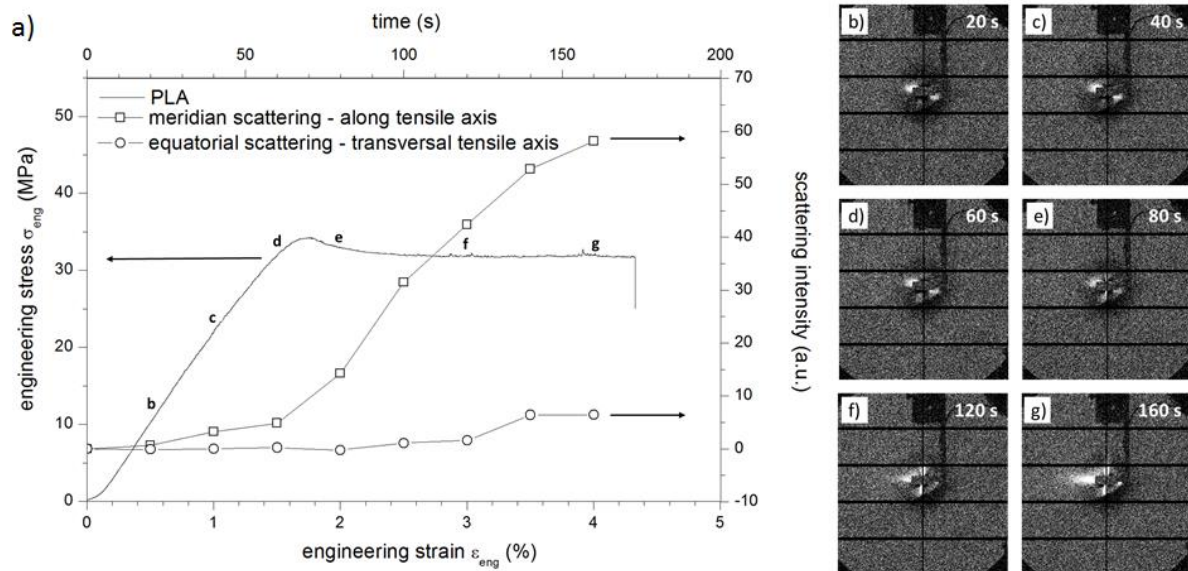 a)
time (s)
0 50 100 150 200
PLA
meridian scattering - along tensile axis
equatorial scattering - transversal tensile axis
engineering stress σeng (MPa)
50
40
30
20
10
0
b
c
d
e
f
g
70
60
50
40
30
20
10
0
-10
scattering intensity (a.u.)
0 1 2 3 4 5
engineering strain εeng (%)
b) 20 s
c) 40 s
d) 60 s
e) 80 s
f) 120 s
g) 160 s